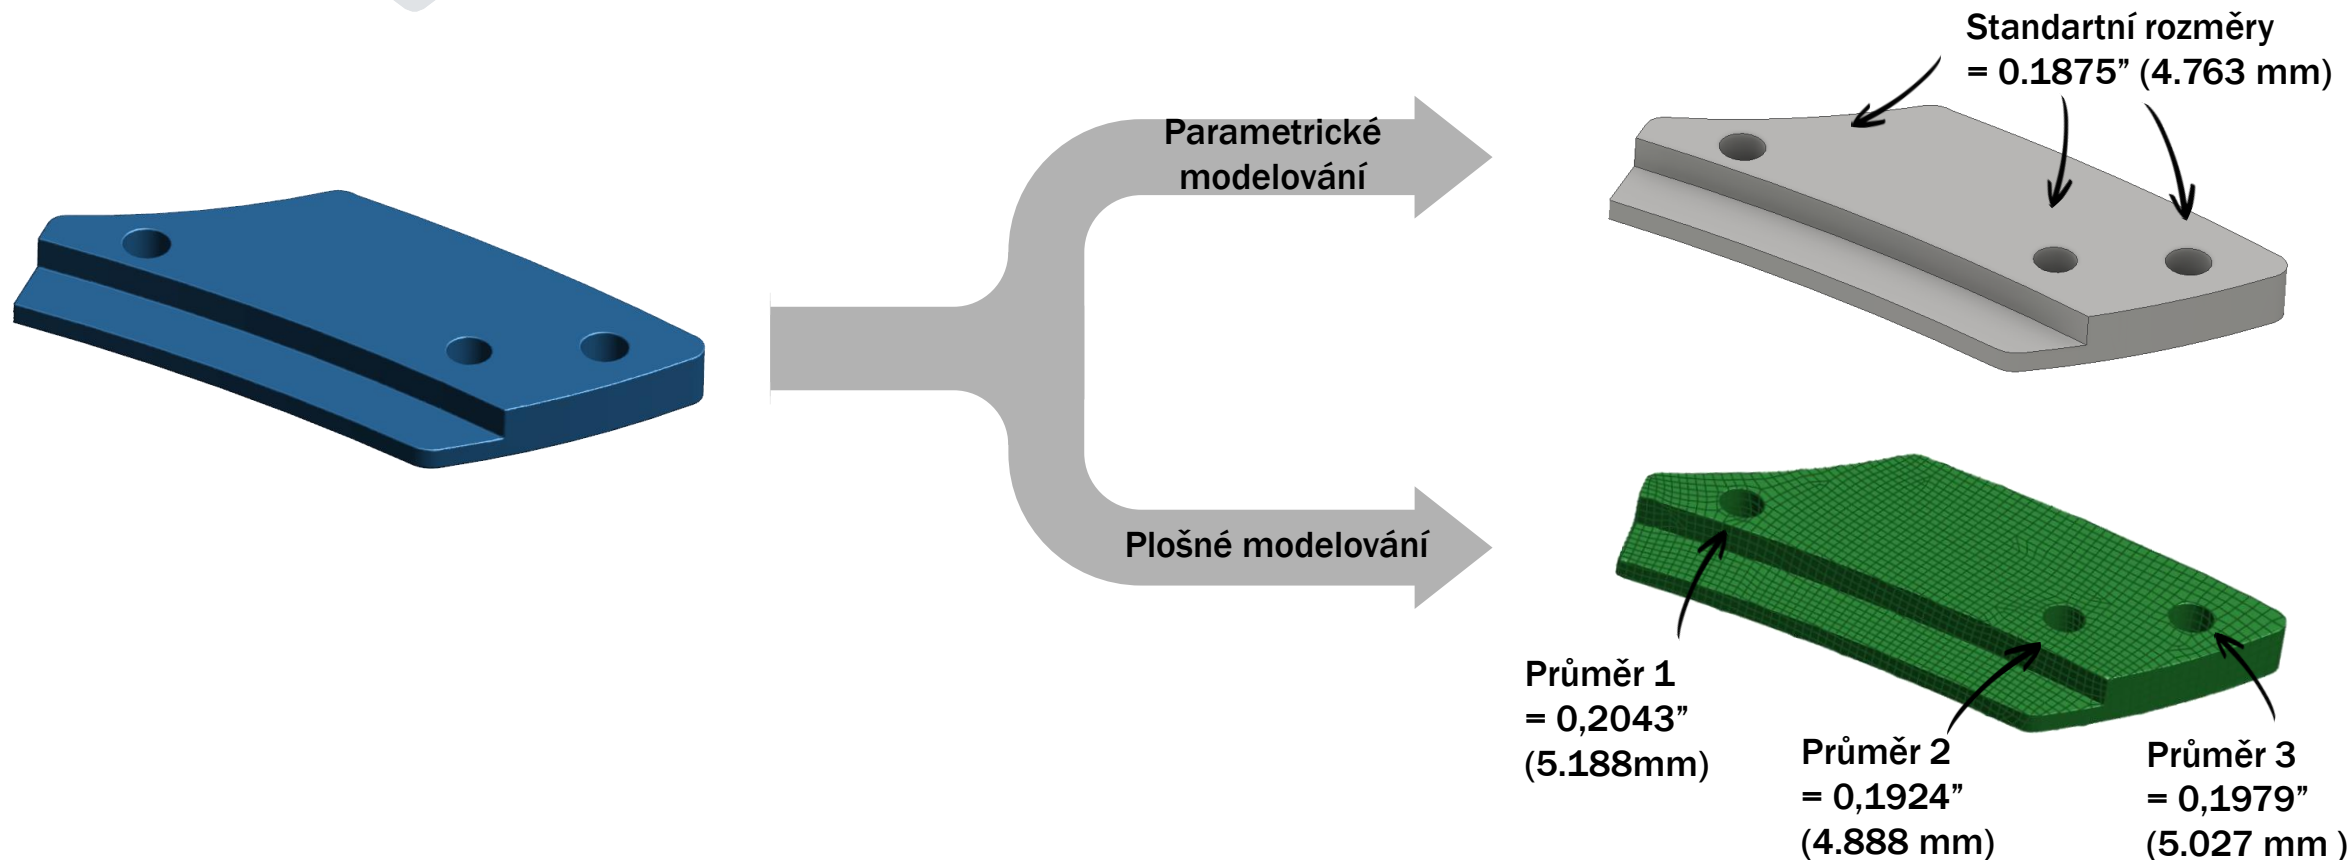 Standartní rozměry
= 0.1875” (4.763 mm)
Parametrické
modelování
Plošné modelování
Průměr 1
= 0,2043”
(5.188mm)
Průměr 2
= 0,1924”
(4.888 mm)
Průměr 3
= 0,1979”
(5.027 mm )